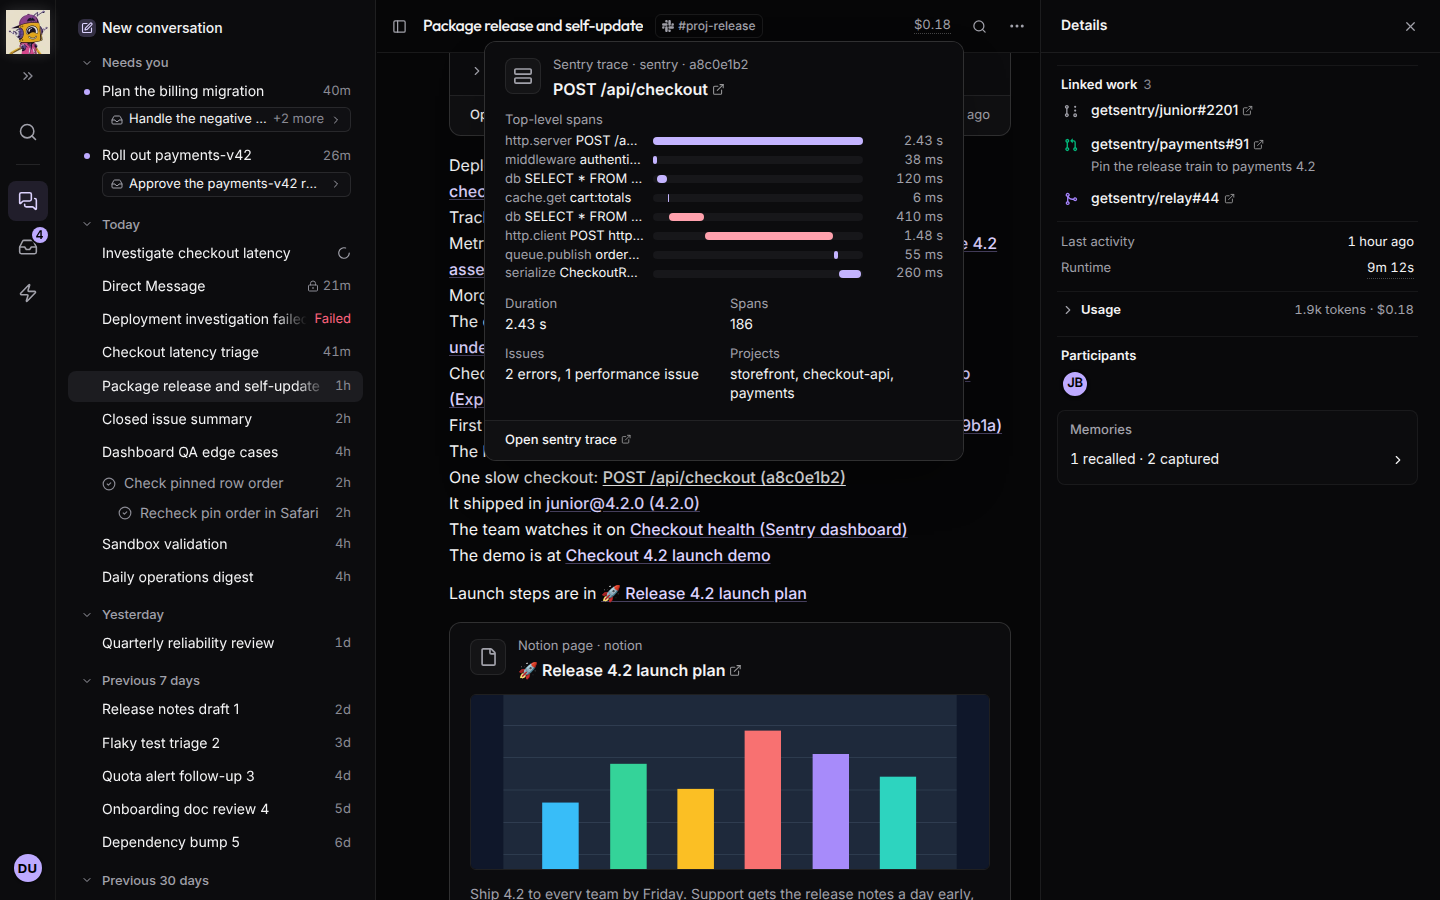 New conversation
Needs you
Plan the billing migration 40m
Handle the negative ... +2 more
Roll out payments-v42 26m
Approve the payments-v42 r...
Today
Investigate checkout latency
4
Direct Message 21m
Deployment investigation failed Failed
Checkout latency triage 41m
Package release and self-update 1h
Closed issue summary 2h
Dashboard QA edge cases 4h
Check pinned row order 2h
Recheck pin order in Safari 2h
Sandbox validation 4h
Daily operations digest 4h
Yesterday
Quarterly reliability review 1d
Previous 7 days
Release notes draft 1 2d
Flaky test triage 2 3d
Quota alert follow-up 3 4d
Onboarding doc review 4 5d
Dependency bump 5 6d
Previous 30 days
DU
Package release and self-update #proj-release $0.18
Sentry trace · sentry · a8c0e1b2
POST /api/checkout
Top-level spans
http.server POST /a... 2.43 s
middleware authenti... 38 ms
db SELECT * FROM ... 120 ms
cache.get cart:totals 6 ms
db SELECT * FROM ... 410 ms
http.client POST http... 1.48 s
queue.publish order... 55 ms
serialize CheckoutR... 260 ms
Duration Spans
2.43 s 186
Issues Projects
2 errors, 1 performance issue storefront, checkout-api,
payments
Open sentry trace
ago
4.2
(Exp
First 9b1a)
One slow checkout: POST /api/checkout (a8c0e1b2)
It shipped in junior@4.2.0 (4.2.0)
The team watches it on Checkout health (Sentry dashboard)
The demo is at Checkout 4.2 launch demo
Launch steps are in 🚀 Release 4.2 launch plan
Notion page · notion
🚀 Release 4.2 launch plan
Ship 4.2 to every team by Friday. Support gets the release notes a day early,
Details
Linked work 3
getsentry/junior#2201
getsentry/payments#91
Pin the release train to payments 4.2
getsentry/relay#44
Last activity 1 hour ago
Runtime 9m 12s
Usage 1.9k tokens · $0.18
Participants
JB
Memories
1 recalled · 2 captured